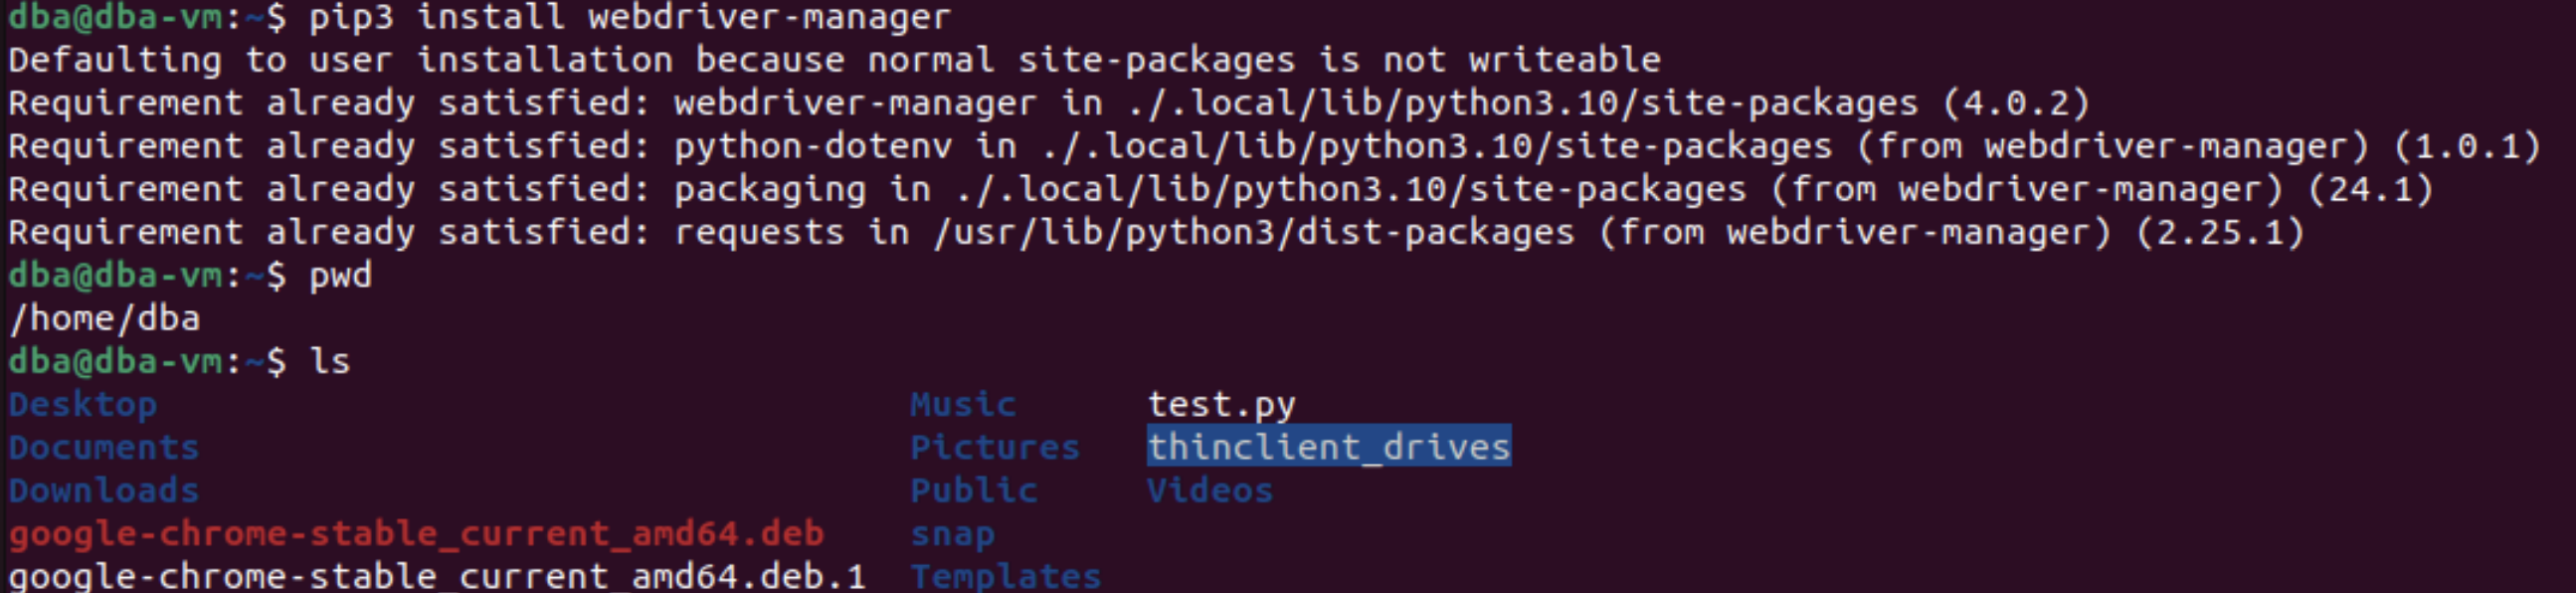 dba@dba-vm:~$ pip3 install webdriver-manager
Defaulting to user installation because normal site-packages is not writeable
Requirement already satisfied: webdriver-manager in ./.local/lib/python3.10/site-packages (4.0.2)
Requirement already satisfied: python-dotenv in ./.local/lib/python3.10/site-packages (from webdriver-manager) (1.0.1)
Requirement already satisfied: packaging in ./.local/lib/python3.10/site-packages (from webdriver-manager) (24.1)
Requirement already satisfied: requests in /usr/lib/python3/dist-packages (from webdriver-manager) (2.25.1)
dba@dba-vm:~$ pwd
/home/dba
dba@dba-vm:~$ ls
Desktop Music test.py
Documents Pictures thinclient_drives
Downloads Public Videos
google-chrome-stable_current_amd64.deb snap
google-chrome-stable_current_amd64.deb.1 Templates